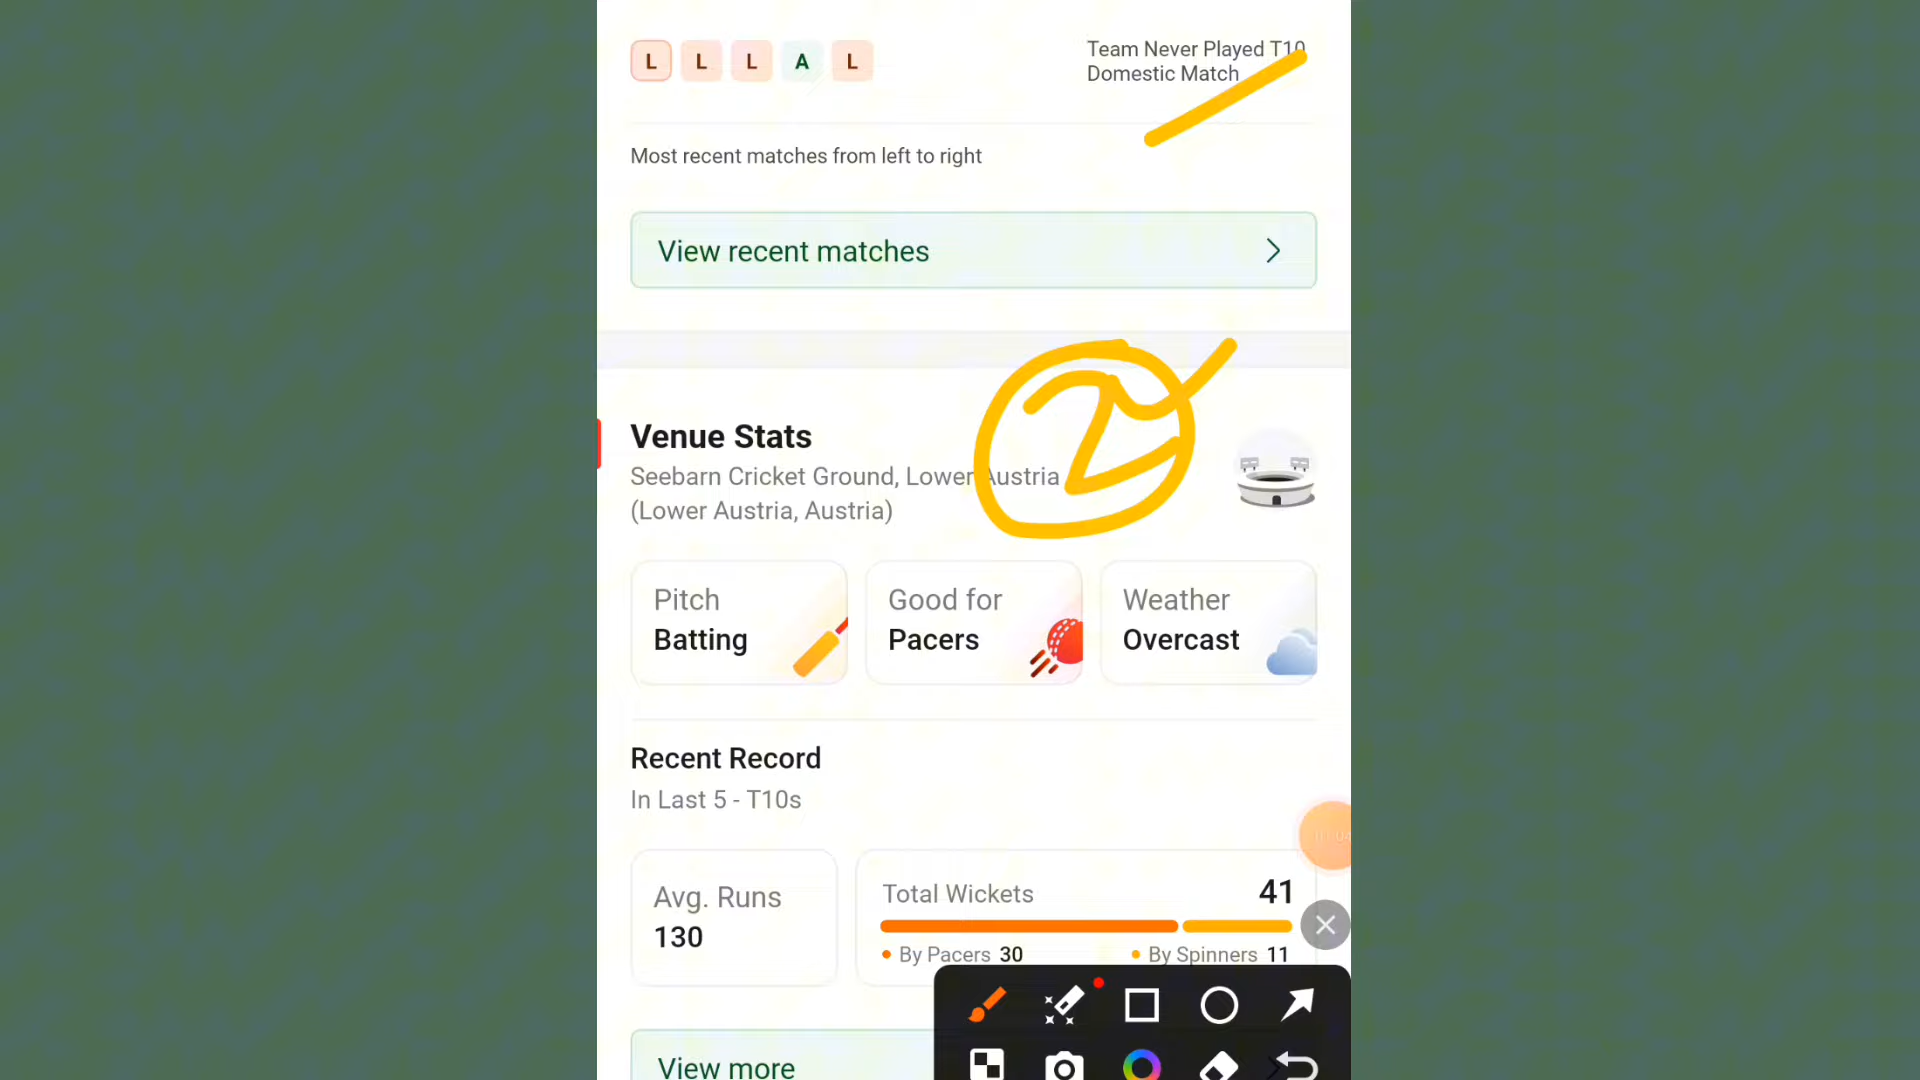 L L L A L
Team Never Played T10
Domestic Match
Most recent matches from left to right
View recent matches
2
Venue Stats
Seebarn Cricket Ground, Lower Austria
(Lower Austria, Austria)
Pitch
Batting
Good for
Pacers
Weather
Overcast
Recent Record
In Last 5 - T10s
Avg. Runs
130
Total Wickets 41
By Pacers 30
By Spinners 11
View more